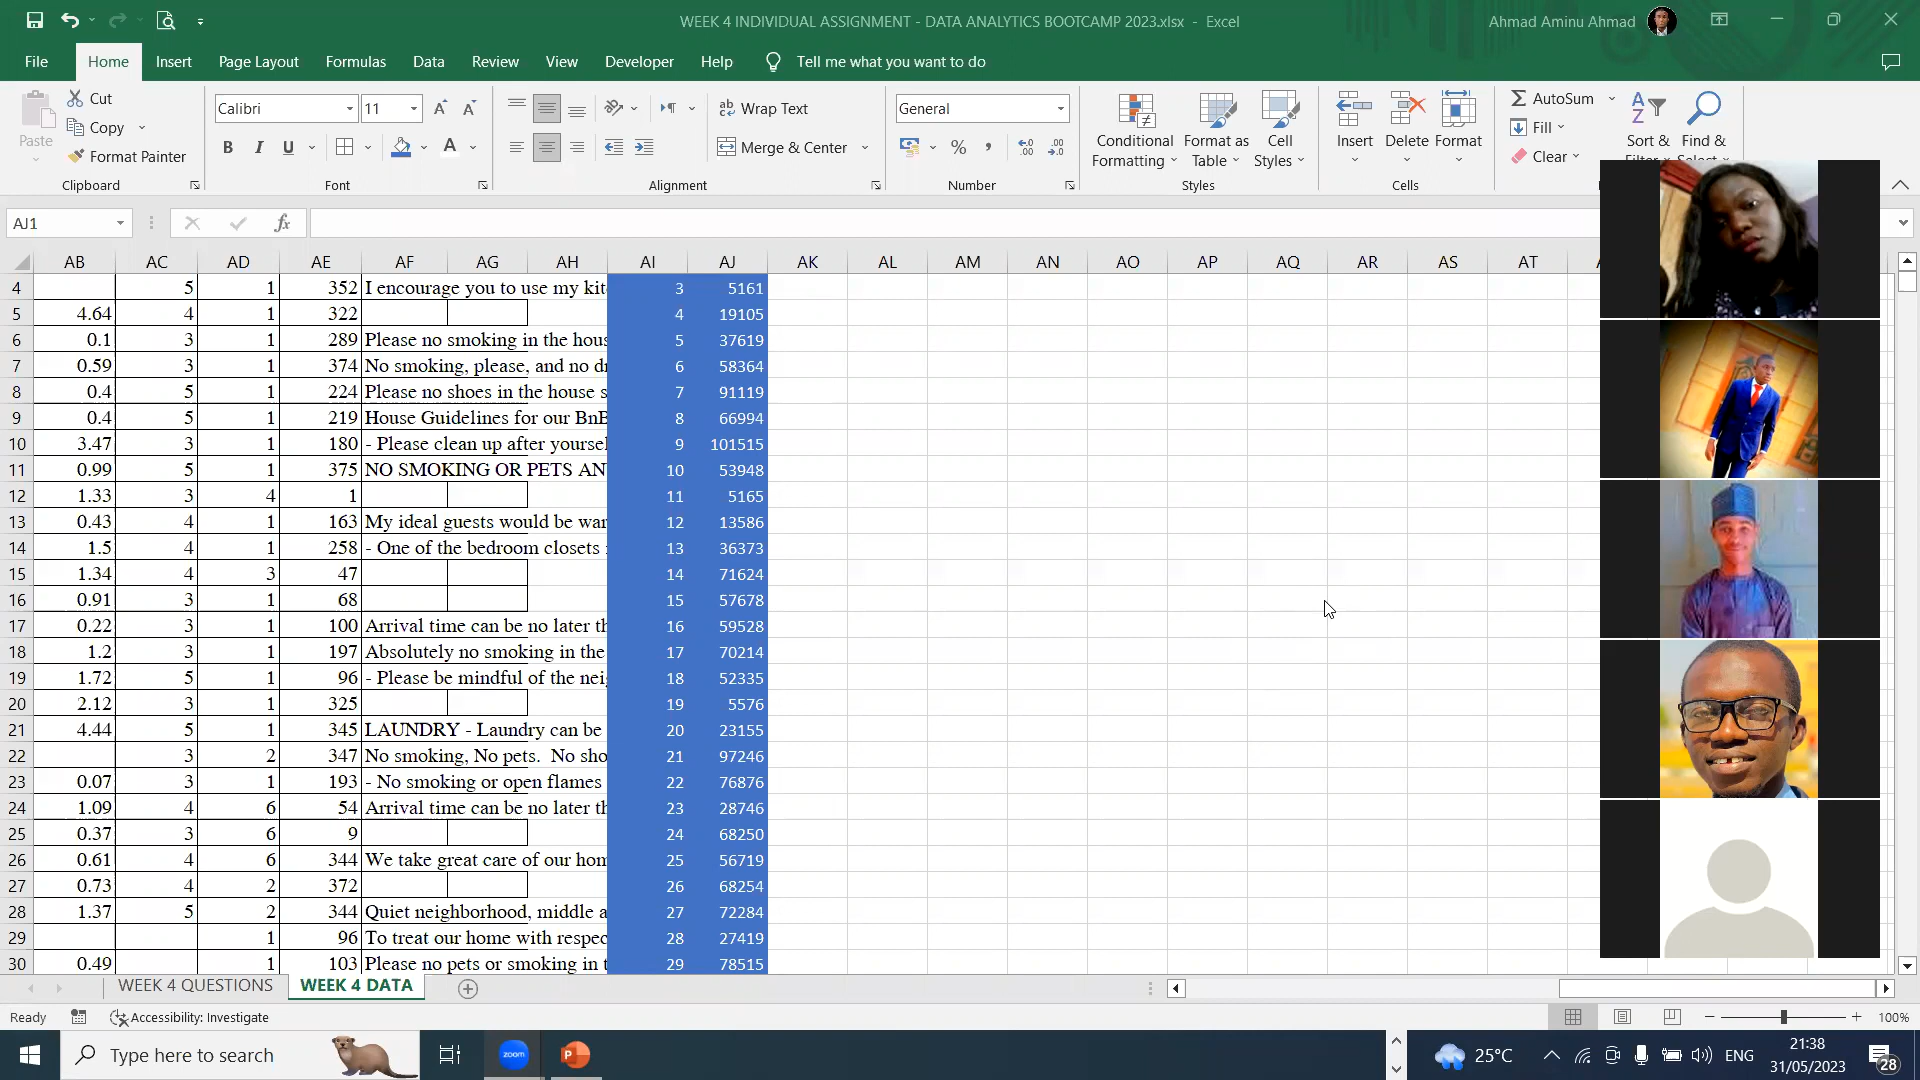 WEEK 4 INDIVIDUAL ASSIGNMENT - DATA ANALYTICS BOOTCAMP 2023.xlsx - Excel
Ahmad Aminu Ahmad
File Home Insert Page Layout Formulas Data Review View Developer Help Tell me what you want to do
Paste
Cut
Copy
Format Painter
Clipboard
Calibri 11
B I U
Font
Wrap Text
Merge & Center
Alignment
General
Number
Conditional Formatting
Format as Table
Cell Styles
Styles
Insert
Delete
Format
Cells
AutoSum
Fill
Clear
Sort &
Find &
AJ1
fx
AB AC AD AE AF AG AH AI AJ AK AL AM AN AO AP AQ AR AS AT
4 5 1 352 I encourage you to use my kit 3 5161
5 4.64 4 1 322 4 19105
6 0.1 3 1 289 Please no smoking in the hous 5 37619
7 0.59 3 1 374 No smoking, please, and no dr 6 58364
8 0.4 5 1 224 Please no shoes in the house s 7 91119
9 0.4 5 1 219 House Guidelines for our BnB 8 66994
10 3.47 3 1 180 - Please clean up after yoursel 9 101515
11 0.99 5 1 375 NO SMOKING OR PETS AN 10 53948
12 1.33 3 4 1 11 5165
13 0.43 4 1 163 My ideal guests would be war 12 13586
14 1.5 4 1 258 - One of the bedroom closets 13 36373
15 1.34 4 3 47 14 71624
16 0.91 3 1 68 15 57678
17 0.22 3 1 100 Arrival time can be no later th 16 59528
18 1.2 3 1 197 Absolutely no smoking in the 17 70214
19 1.72 5 1 96 - Please be mindful of the nei 18 52335
20 2.12 3 1 325 19 5576
21 4.44 5 1 345 LAUNDRY - Laundry can be 20 23155
22 3 2 347 No smoking, No pets. No sho 21 97246
23 0.07 3 1 193 - No smoking or open flames 22 76876
24 1.09 4 6 54 Arrival time can be no later th 23 28746
25 0.37 3 6 9 24 68250
26 0.61 4 6 344 We take great care of our hom 25 56719
27 0.73 4 2 372 26 68254
28 1.37 5 2 344 Quiet neighborhood, middle a 27 72284
29 1 96 To treat our home with respec 28 27419
30 0.49 1 103 Please no pets or smoking in t 29 78515
WEEK 4 QUESTIONS WEEK 4 DATA
Ready Accessibility: Investigate 100%
Type here to search zoom P 25°C ENG 21:38
31/05/2023 28